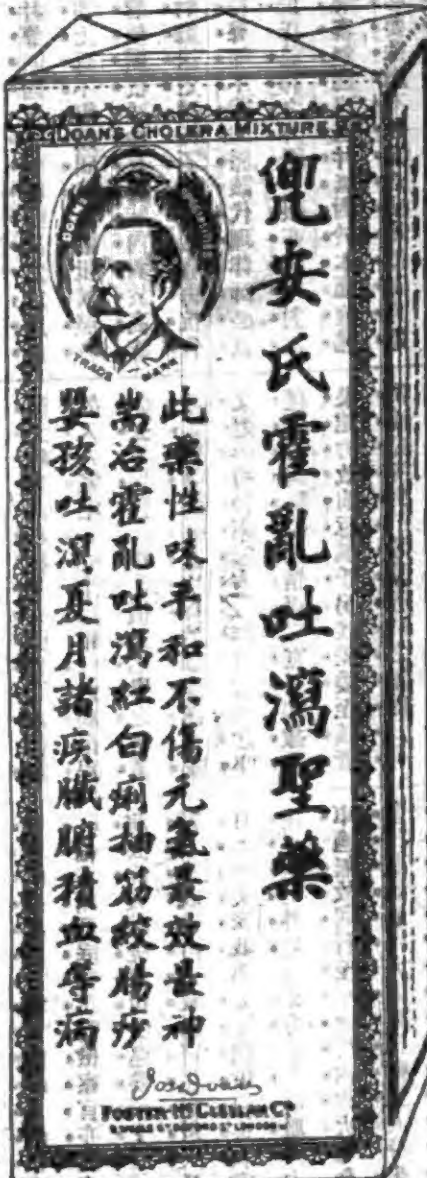 DOAN'S CHOLERA MIXTURE
DOANS
TRADE MARK
兜安氏霍亂吐瀉聖藥
此藥性味平和不傷元氣最效最神
耑治霍亂吐瀉紅白痢抽筋絞腸痧
嬰孩吐瀉夏月諸疾臟腑積血等病
FOSTER-McCLELLAN Co